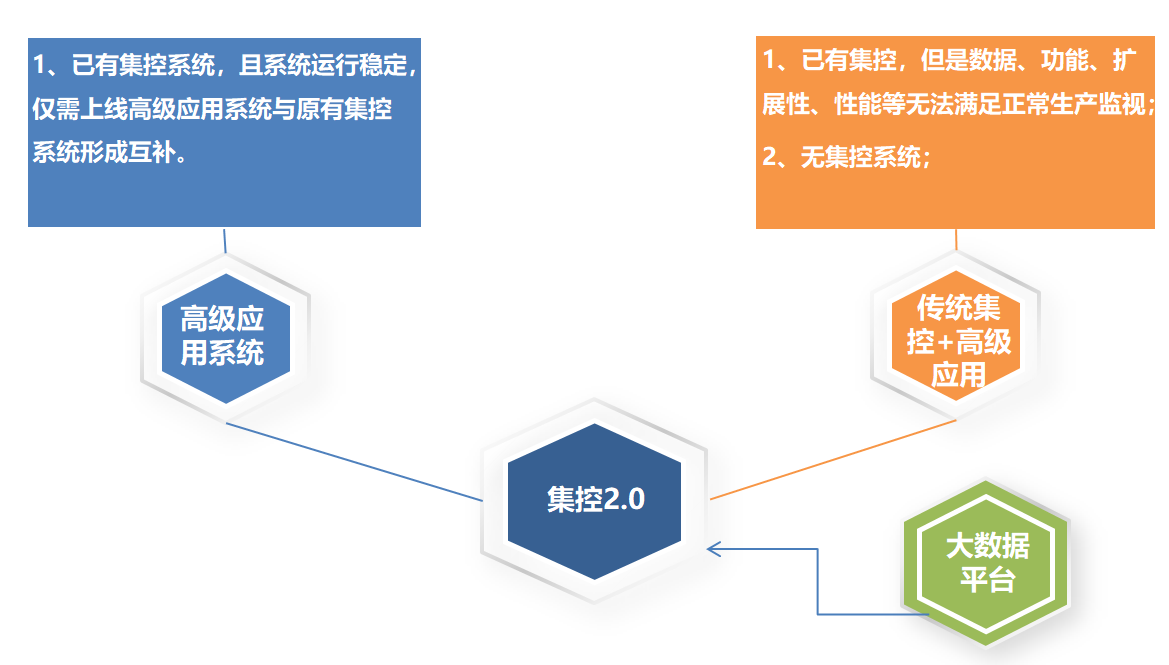 1、已有集控系统，且系统运行稳定，
仅需上线高级应用系统与原有集控
系统形成互补。
1、已有集控，但是数据、功能、扩
展性、性能等无法满足正常生产监视；
2、无集控系统；
高级应
用系统
传统集
控+高级
应用
集控2.0
大数据
平台